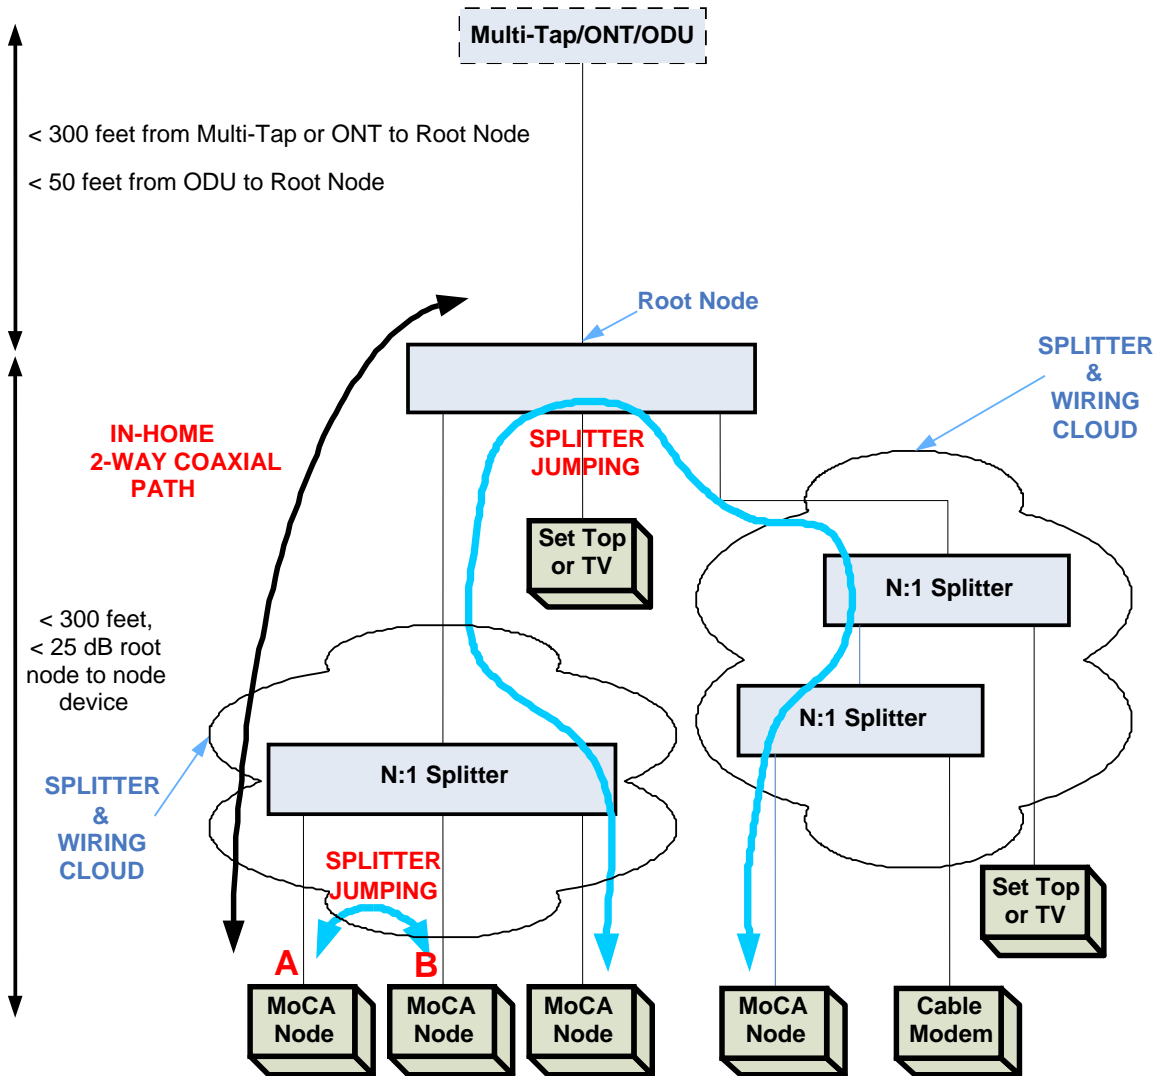 Multi-Tap/ONT/ODU
< 300 feet from Multi-Tap or ONT to Root Node
< 50 feet from ODU to Root Node
Root Node
SPLITTER
&
WIRING
CLOUD
IN-HOME
2-WAY COAXIAL
PATH
SPLITTER
JUMPING
Set Top
or TV
N:1 Splitter
< 300 feet,
< 25 dB root
node to node
device
N:1 Splitter
N:1 Splitter
SPLITTER
&
WIRING
CLOUD
SPLITTER
JUMPING
Set Top
or TV
A
B
MoCA
Node
MoCA
Node
MoCA
Node
MoCA
Node
Cable
Modem